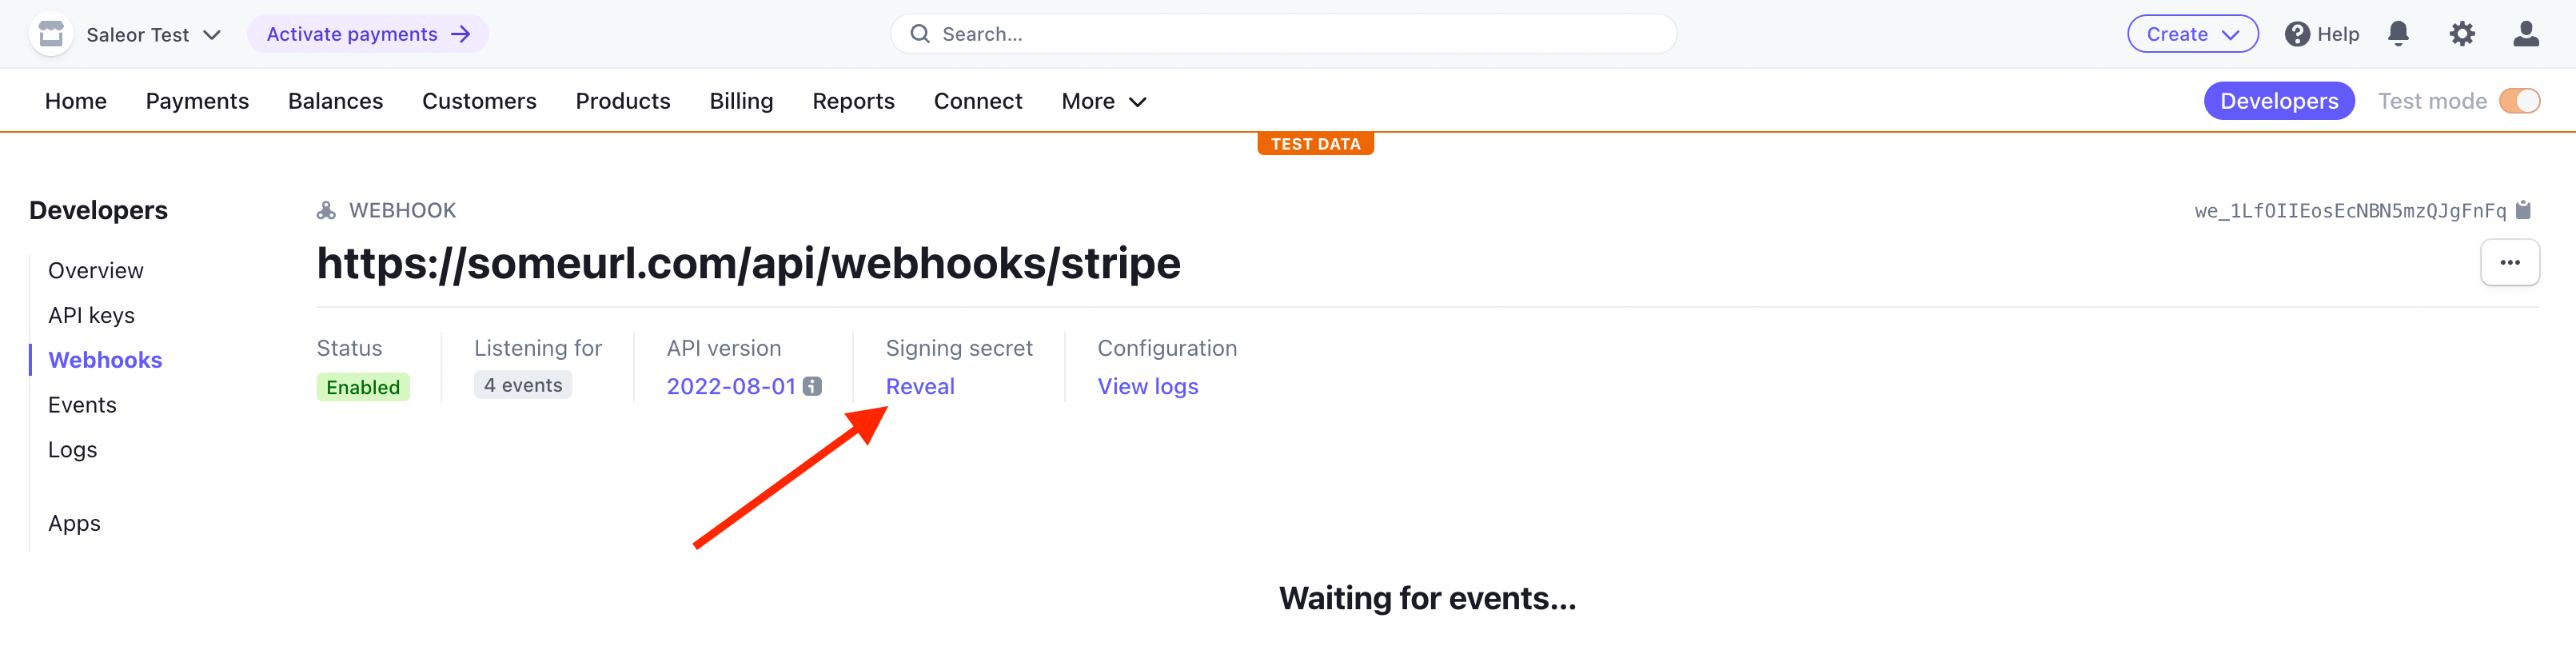 Saleor Test Activate payments → Search... Create Help
Home Payments Balances Customers Products Billing Reports Connect More Developers Test mode
TEST DATA
Developers
Overview
API keys
Webhooks
Events
Logs
Apps
WEBHOOK we_1LfOIIEosEcNBN5mzQJgFnFq
https://someurl.com/api/webhooks/stripe
Status Listening for API version Signing secret Configuration
Enabled 4 events 2022-08-01 Reveal View logs
Waiting for events...